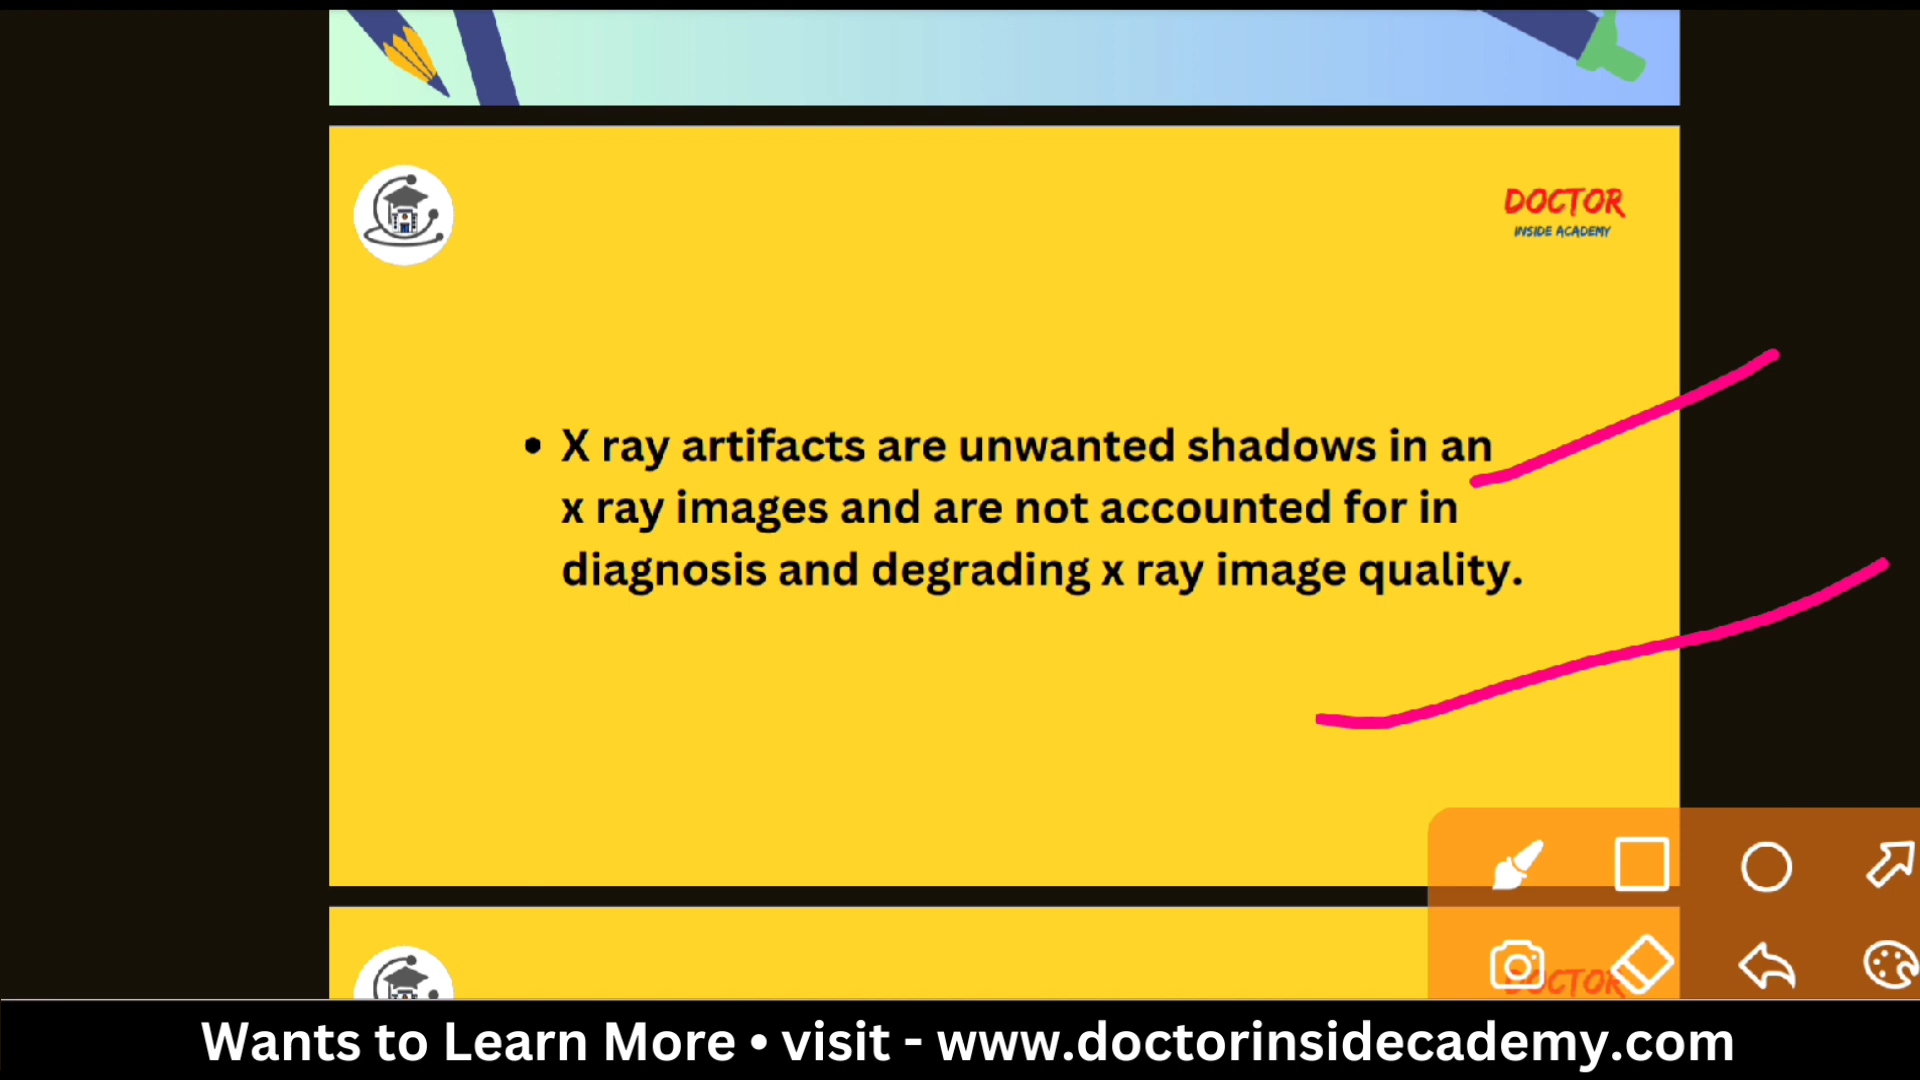 DOCTOR
INSIDE ACADEMY
• X ray artifacts are unwanted shadows in an
x ray images and are not accounted for in
diagnosis and degrading x ray image quality.
DOCTOR
Wants to Learn More • visit - www.doctorinsidecademy.com